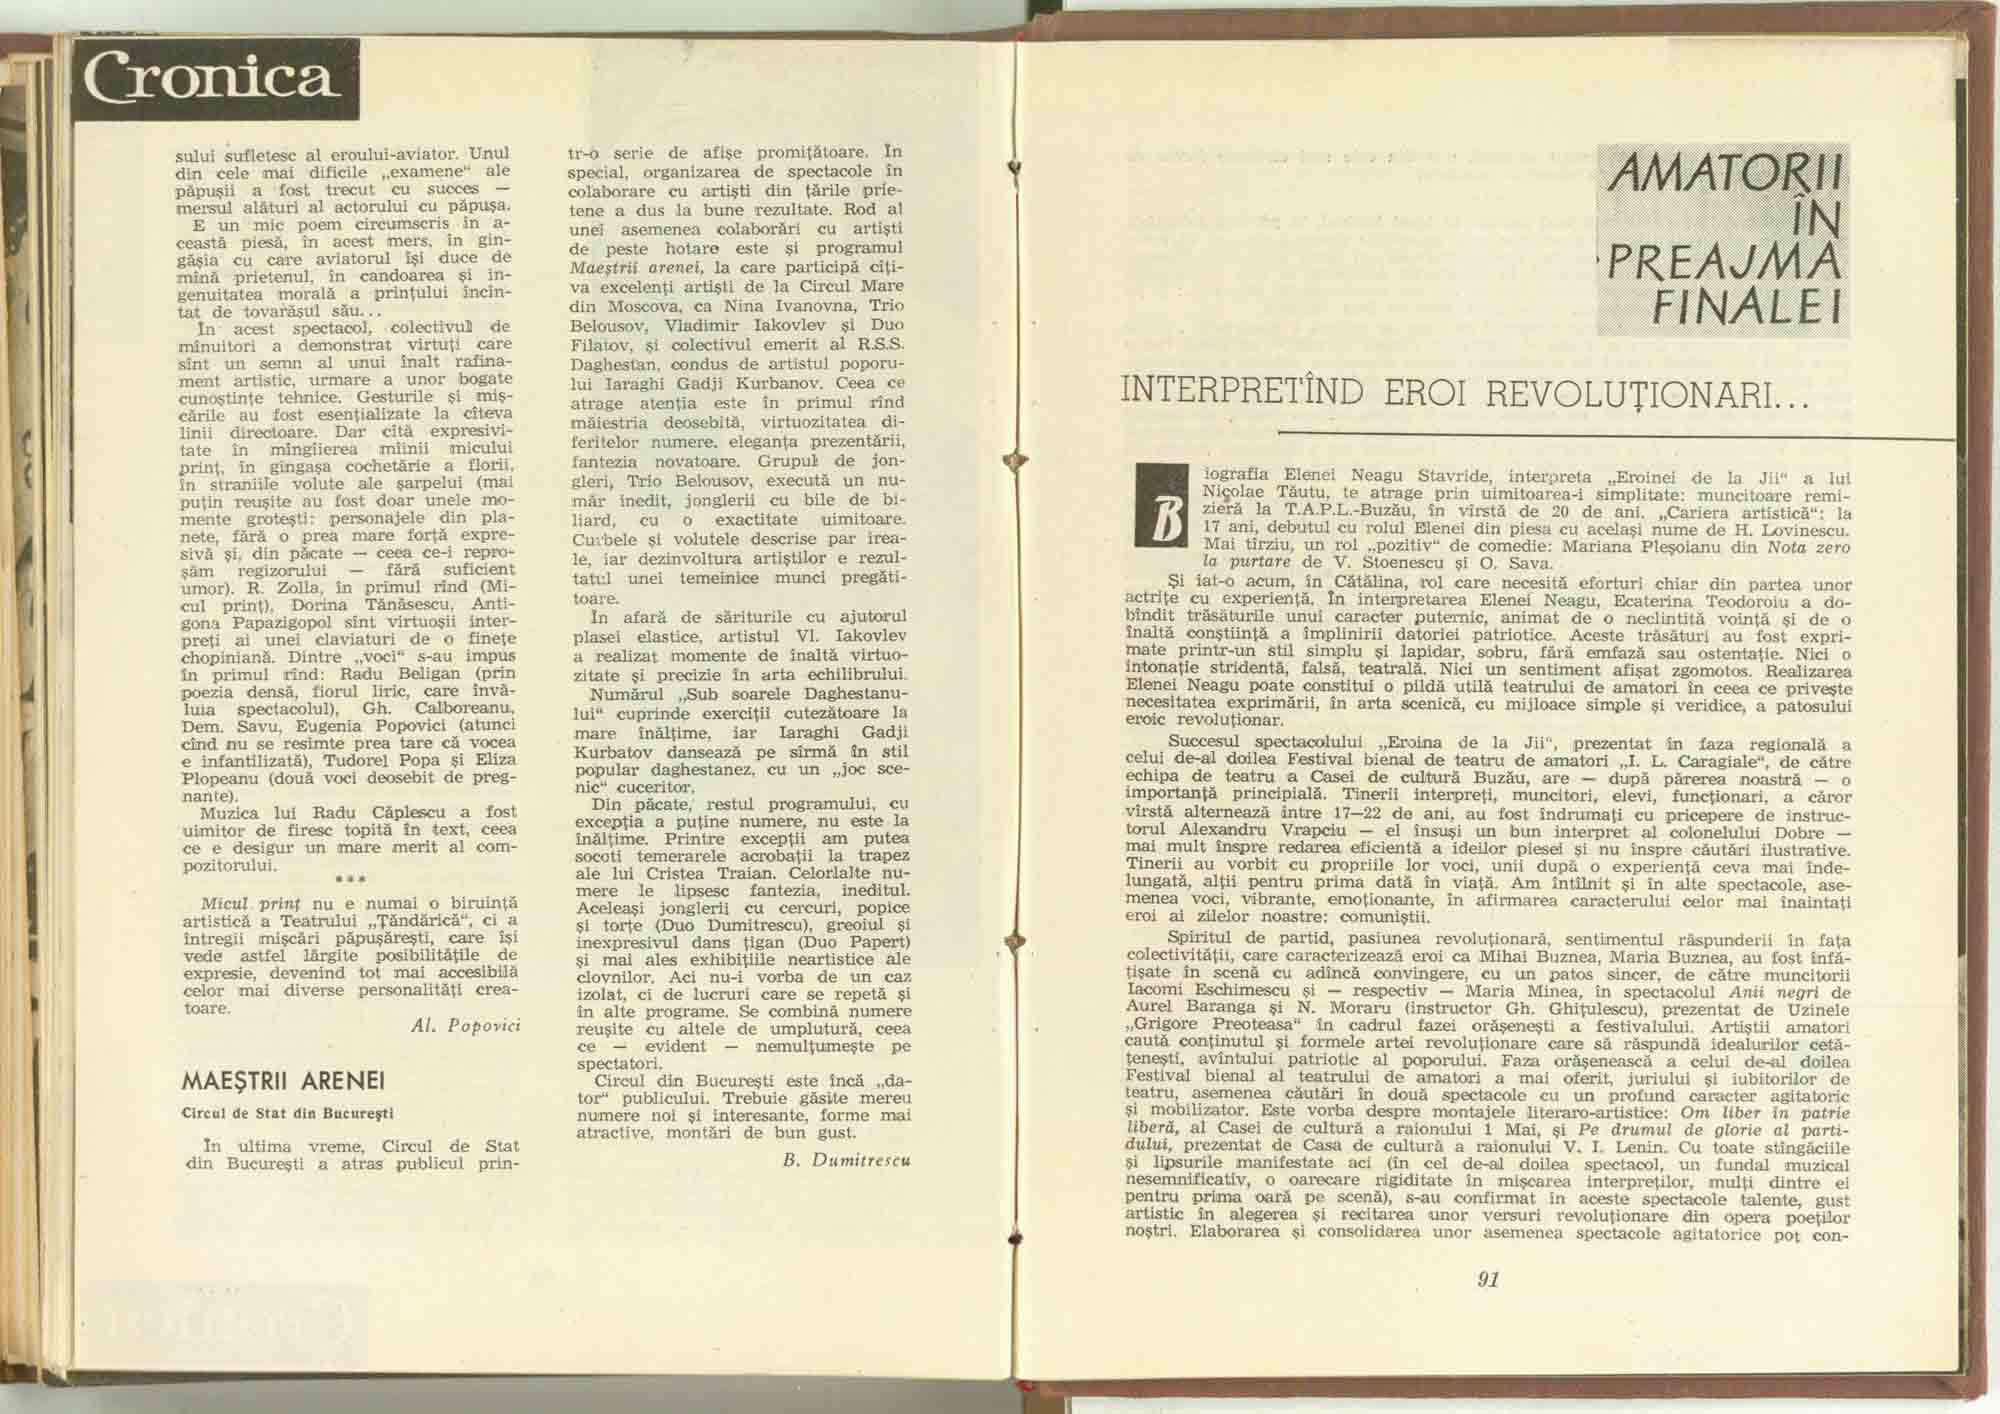 Cronica
sului sufletesc al eroului-aviator. Unul
din cele mai dificile „examene“ ale
păpușii a fost trecut cu succes —
mersul alături al actorului cu păpușa.
E un mic poem circumscris în a-
ceastă piesă, în acest mers, în gin-
gășia cu care aviatorul își duce de
mînă prietenul, în candoarea și in-
genuitatea morală a prințului încîn-
tat de tovarășul său...
În acest spectacol, colectivul de
mînuitori a demonstrat virtuți care
sînt un semn al unui înalt rafina-
ment artistic, urmare a unor bogate
cunoștințe tehnice. Gesturile și miș-
cările au fost esențializate la cîteva
linii directoare. Dar cîtă expresivi-
tate în mîngîierea mîinii micului
prinț, în gingașa cochetărie a florii,
în straniile volute ale șarpelui (mai
puțin reușite au fost doar unele mo-
mente grotești: personajele din pla-
nete, fără o prea mare forță expre-
sivă și, din păcate — ceea ce-i repro-
șăm regizorului — fără suficient
umor). R. Zolla, în primul rînd (Mi-
cul prinț), Dorina Tănăsescu, Anti-
gona Papazigopol sînt virtuoșii inter-
preți ai unei claviaturi de o finețe
chopiniană. Dintre „voci“ s-au impus
în primul rînd: Radu Beligan (prin
poezia densă, fiorul liric, care învă-
luia spectacolul), Gh. Calboreanu,
Dem. Savu, Eugenia Popovici (atunci
cînd nu se resimte prea tare că vocea
e infantilizată), Tudorel Popa și Eliza
Plopeanu (două voci deosebit de preg-
nante).
Muzica lui Radu Căplescu a fost
uimitor de firesc topită în text, ceea
ce e desigur un mare merit al com-
pozitorului.
***
Micul prinț nu e numai o biruință
artistică a Teatrului „Țăndărică“, ci a
întregii mișcări păpușărești, care își
vede astfel lărgite posibilitățile de
expresie, devenind tot mai accesibilă
celor mai diverse personalități crea-
toare.
Al. Popovici
MAEȘTRII ARENEI
Circul de Stat din București
În ultima vreme, Circul de Stat
din București a atras publicul prin-
tr-o serie de afișe promițătoare. În
special, organizarea de spectacole în
colaborare cu artiști din țările prie-
tene a dus la bune rezultate. Rod al
unei asemenea colaborări cu artiști
de peste hotare este și programul
Maeștrii arenei, la care participă cîți-
va excelenți artiști de la Circul Mare
din Moscova, ca Nina Ivanovna, Trio
Belousov, Vladimir Iakovlev și Duo
Filatov, și colectivul emerit al R.S.S.
Daghestan, condus de artistul poporu-
lui Iaraghi Gadji Kurbanov. Ceea ce
atrage atenția este în primul rînd
măiestria deosebită, virtuozitatea di-
feritelor numere, eleganța prezentării,
fantezia novatoare. Grupul de jon-
gleri, Trio Belousov, execută un nu-
măr inedit, jonglerii cu bile de bi-
liard, cu o exactitate uimitoare.
Curbele și volutele descrise par irea-
le, iar dezinvoltura artiștilor e rezul-
tatul unei temeinice munci pregăti-
toare.
În afară de săriturile cu ajutorul
plasei elastice, artistul Vl. Iakovlev
a realizat momente de înaltă virtuo-
zitate și precizie în arta echilibrului.
Numărul „Sub soarele Daghestanu-
lui“ cuprinde exerciții cutezătoare la
mare înălțime, iar Iaraghi Gadji
Kurbatov dansează pe sîrmă în stil
popular daghestanez, cu un „joc sce-
nic“ cuceritor.
Din păcate, restul programului, cu
excepția a puține numere, nu este la
înălțime. Printre excepții am putea
socoti temerarele acrobații la trapez
ale lui Cristea Traian. Celorlalte nu-
mere le lipsesc fantezia, ineditul.
Aceleași jonglerii cu cercuri, popice
și torțe (Duo Dumitrescu), greoiul și
inexpresivul dans țigan (Duo Papert)
și mai ales exhibițiile neartistice ale
clovnilor. Aci nu-i vorba de un caz
izolat, ci de lucruri care se repetă și
în alte programe. Se combină numere
reușite cu altele de umplutură, ceea
ce — evident — nemulțumește pe
spectatori.
Circul din București este încă „da-
tor“ publicului. Trebuie găsite mereu
numere noi și interesante, forme mai
atractive, montări de bun gust.
B. Dumitrescu
AMATORII
ÎN
PREAJMA
FINALEI
INTERPRETÎND EROI REVOLUȚIONARI...
Biografia Elenei Neagu Stavride, interpreta „Eroinei de la Jii“ a lui
Nicolae Tăutu, te atrage prin uimitoarea-i simplitate: muncitoare remi-
zieră la T.A.P.L.-Buzău, în vîrstă de 20 de ani. „Cariera artistică“: la
17 ani, debutul cu rolul Elenei din piesa cu același nume de H. Lovinescu.
Mai tîrziu, un rol „pozitiv“ de comedie: Mariana Pleșoianu din Nota zero
la purtare de V. Stoenescu și O. Sava.
Și iat-o acum, în Cătălina, rol care necesită eforturi chiar din partea unor
actrițe cu experiență. În interpretarea Elenei Neagu, Ecaterina Teodoroiu a do-
bîndit trăsăturile unui caracter puternic, animat de o neclintită voință și de o
înaltă conștiință a împlinirii datoriei patriotice. Aceste trăsături au fost expri-
mate printr-un stil simplu și lapidar, sobru, fără emfază sau ostentație. Nici o
intonație stridentă, falsă, teatrală. Nici un sentiment afișat zgomotos. Realizarea
Elenei Neagu poate constitui o pildă utilă teatrului de amatori în ceea ce privește
necesitatea exprimării, în arta scenică, cu mijloace simple și veridice, a patosului
eroic revoluționar.
Succesul spectacolului „Eroina de la Jii“, prezentat în faza regională a
celui de-al doilea Festival bienal de teatru de amatori „I. L. Caragiale“, de către
echipa de teatru a Casei de cultură Buzău, are — după părerea noastră — o
importanță principială. Tinerii interpreți, muncitori, elevi, funcționari, a căror
vîrstă alternează între 17—22 de ani, au fost îndrumați cu pricepere de instruc-
torul Alexandru Vrapciu — el însuși un bun interpret al colonelului Dobre —
mai mult înspre redarea eficientă a ideilor piesei și nu înspre căutări ilustrative.
Tinerii au vorbit cu propriile lor voci, unii după o experiență ceva mai înde-
lungată, alții pentru prima dată în viață. Am întîlnit și în alte spectacole, ase-
menea voci, vibrante, emoționante, în afirmarea caracterului celor mai înaintați
eroi ai zilelor noastre: comuniștii.
Spiritul de partid, pasiunea revoluționară, sentimentul răspunderii în fața
colectivității, care caracterizează eroi ca Mihai Buznea, Maria Buznea, au fost înfă-
țișate în scenă cu adîncă convingere, cu un patos sincer, de către muncitorii
Iacomi Eschimescu și — respectiv — Maria Minea, în spectacolul Anii negri de
Aurel Baranga și N. Moraru (instructor Gh. Ghițulescu), prezentat de Uzinele
„Grigore Preoteasa“ în cadrul fazei orășenești a festivalului. Artiștii amatori
caută conținutul și formele artei revoluționare care să răspundă idealurilor cetă-
țenești, avîntului patriotic al poporului. Faza orășenească a celui de-al doilea
Festival bienal al teatrului de amatori a mai oferit, juriului și iubitorilor de
teatru, asemenea căutări în două spectacole cu un profund caracter agitatoric
și mobilizator. Este vorba despre montajele literaro-artistice: Om liber în patrie
liberă, al Casei de cultură a raionului 1 Mai, și Pe drumul de glorie al parti-
dului, prezentat de Casa de cultură a raionului V. I. Lenin. Cu toate stîngăciile
și lipsurile manifestate aci (în cel de-al doilea spectacol, un fundal muzical
nesemnificativ, o oarecare rigiditate în mișcarea interpreților, mulți dintre ei
pentru prima oară pe scenă), s-au confirmat în aceste spectacole talente, gust
artistic în alegerea și recitarea unor versuri revoluționare din opera poeților
noștri. Elaborarea și consolidarea unor asemenea spectacole agitatorice pot con-
91